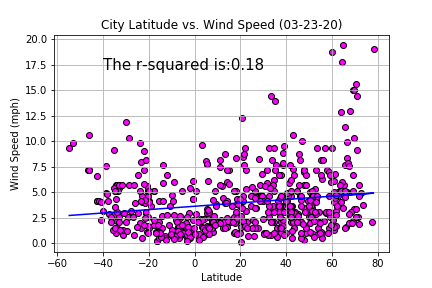 City Latitude vs. Wind Speed (03-23-20)
The r-squared is:0.18
Wind Speed (mph)
20.0
17.5
15.0
12.5
10.0
7.5
5.0
2.5
0.0
−60 −40 −20 0 20 40 60 80
Latitude